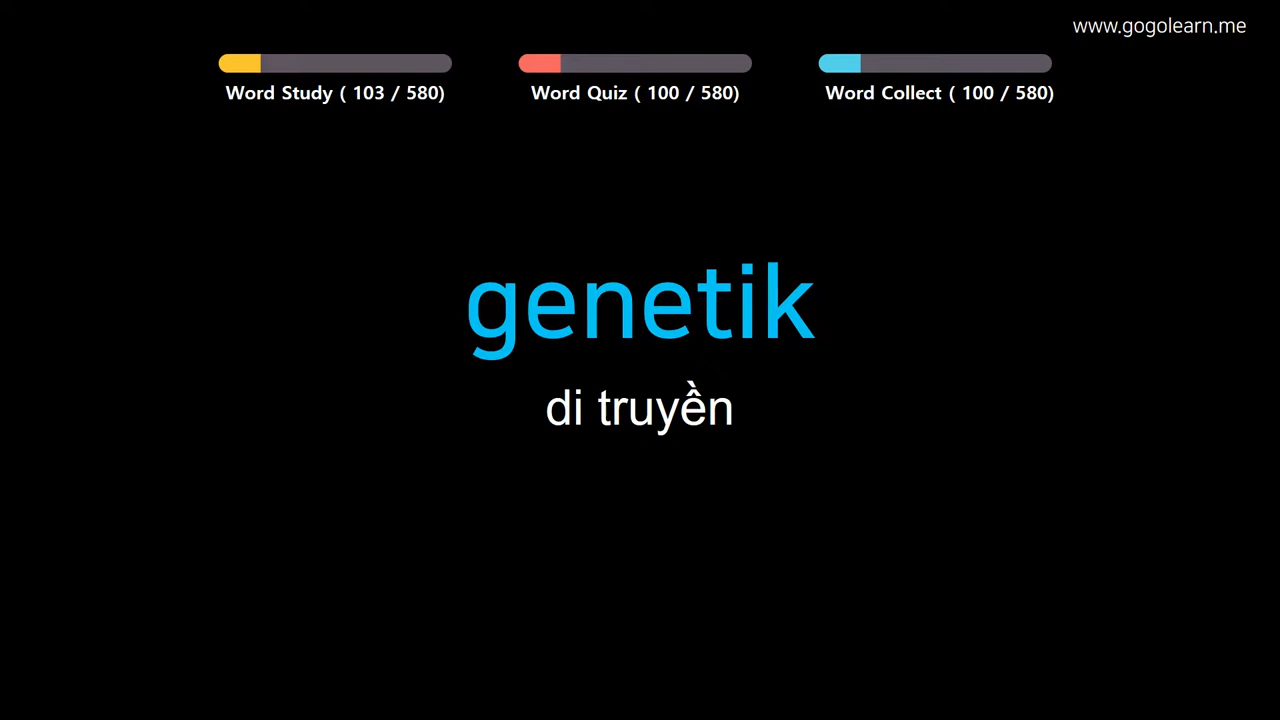 www.gogolearn.me
Word Study ( 103 / 580)
Word Quiz ( 100 / 580)
Word Collect ( 100 / 580)
genetik
di truyền